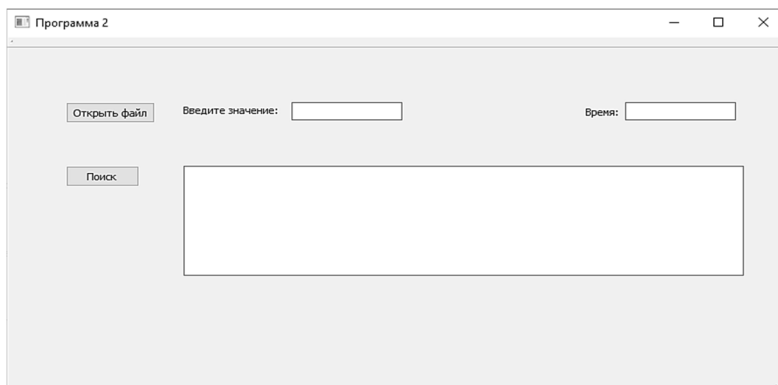 Программа 2
Открыть файл
Введите значение:
Время:
Поиск